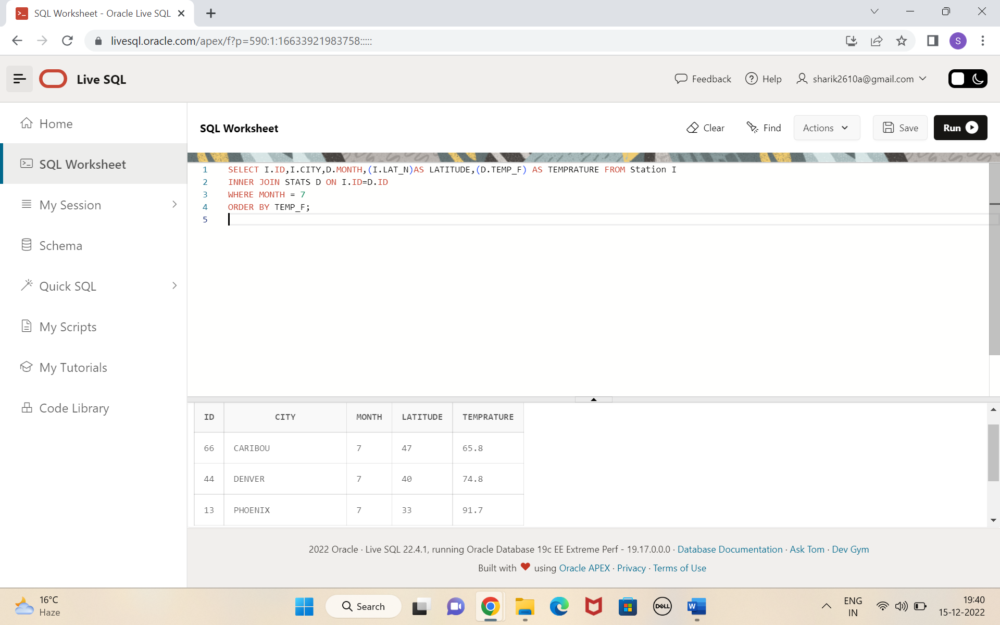 SQL Worksheet - Oracle Live SQL
livesql.oracle.com/apex/f?p=590:1:16633921983758:::::
S
Live SQL
Feedback
Help
sharik2610a@gmail.com
Home
SQL Worksheet
My Session
Schema
Quick SQL
My Scripts
My Tutorials
Code Library
SQL Worksheet
Clear
Find
Actions
Save
Run
1 SELECT I.ID,I.CITY,D.MONTH,(I.LAT_N)AS LATITUDE,(D.TEMP_F) AS TEMPRATURE FROM Station I
2 INNER JOIN STATS D ON I.ID=D.ID
3 WHERE MONTH = 7
4 ORDER BY TEMP_F;
5
ID CITY MONTH LATITUDE TEMPRATURE
66 CARIBOU 7 47 65.8
44 DENVER 7 40 74.8
13 PHOENIX 7 33 91.7
2022 Oracle · Live SQL 22.4.1, running Oracle Database 19c EE Extreme Perf - 19.17.0.0.0 · Database Documentation · Ask Tom · Dev Gym
Built with ❤ using Oracle APEX · Privacy · Terms of Use
16°C
Haze
Search
DELL
W
ENG
IN
19:40
15-12-2022